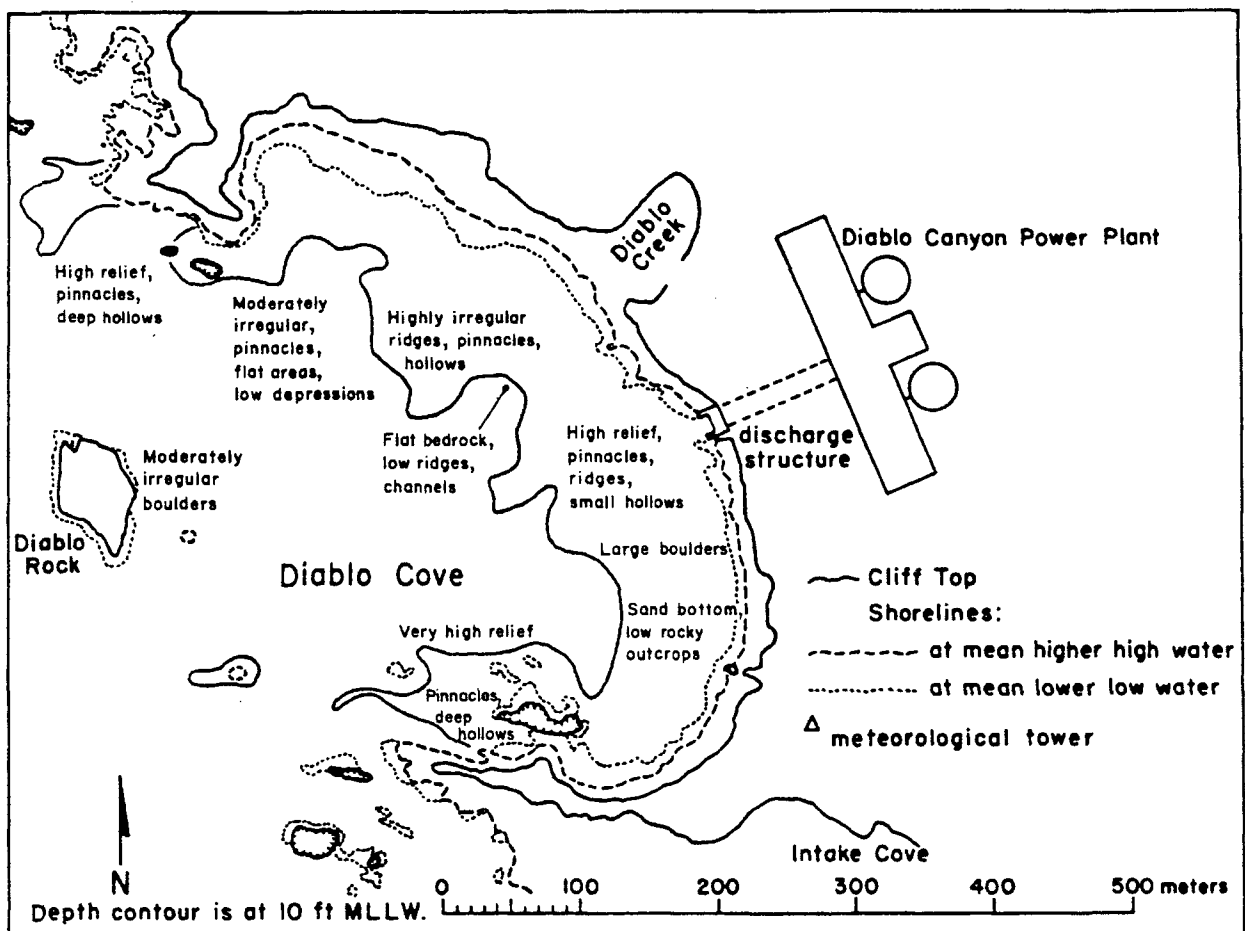 Diablo
Creek
Diablo Canyon Power Plant
High relief,
pinnacles,
deep hollows
Moderately
irregular,
pinnacles,
flat areas,
low depressions
Highly irregular
ridges, pinnacles,
hollows
Flat bedrock,
low ridges,
channels
High relief,
pinnacles,
ridges,
small hollows
discharge
structure
Moderately
irregular
boulders
Diablo
Rock
Large boulders
Diablo Cove
Sand bottom,
low rocky
outcrops
Very high relief
Pinnacles,
deep
hollows
Cliff Top
Shorelines:
at mean higher high water
at mean lower low water
meteorological tower
Intake Cove
N
0 100 200 300 400 500 meters
Depth contour is at 10 ft MLLW.